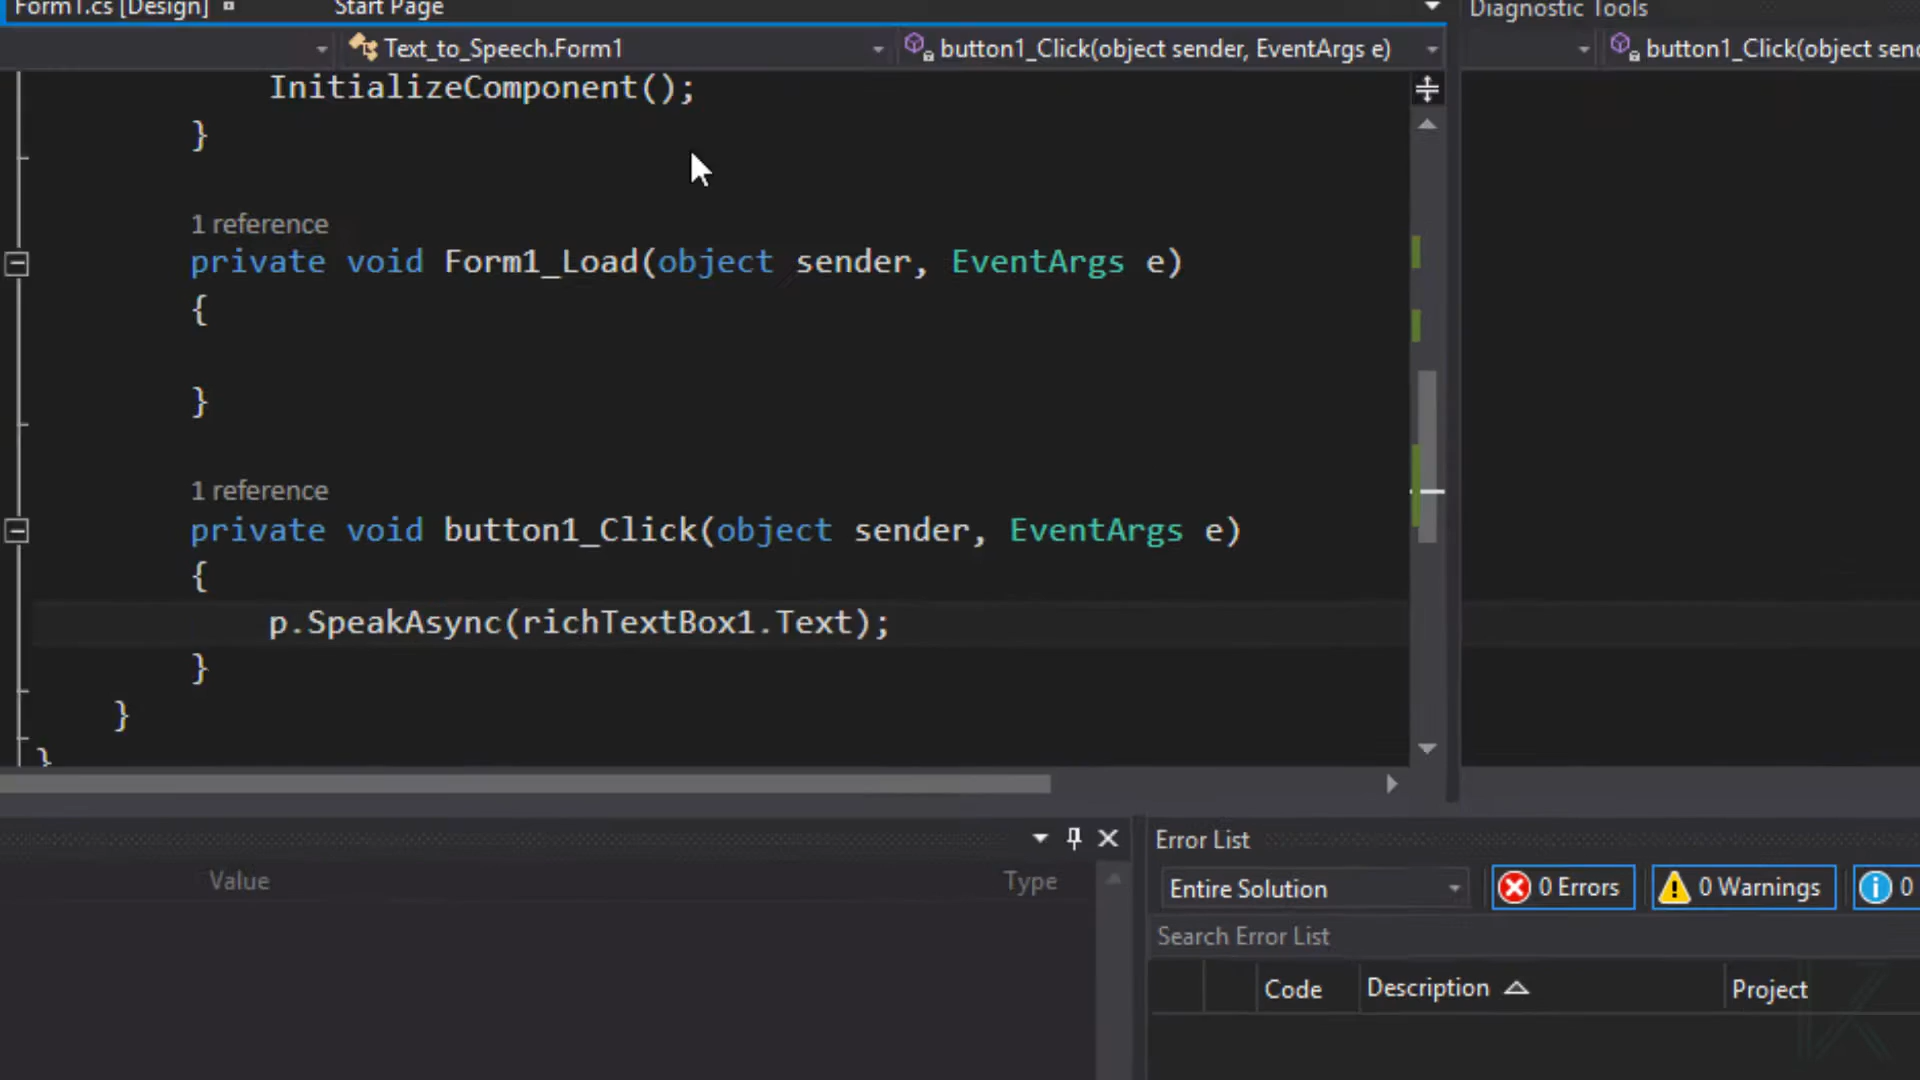 Form1.cs [Design]
Start Page
Diagnostic Tools
Text_to_Speech.Form1
button1_Click(object sender, EventArgs e)
button1_Click(object sen
InitializeComponent();
}
1 reference
private void Form1_Load(object sender, EventArgs e)
{
}
1 reference
private void button1_Click(object sender, EventArgs e)
{
p.SpeakAsync(richTextBox1.Text);
}
}
}
Value
Type
Error List
Entire Solution
0 Errors
0 Warnings
0
Search Error List
Code
Description
Project